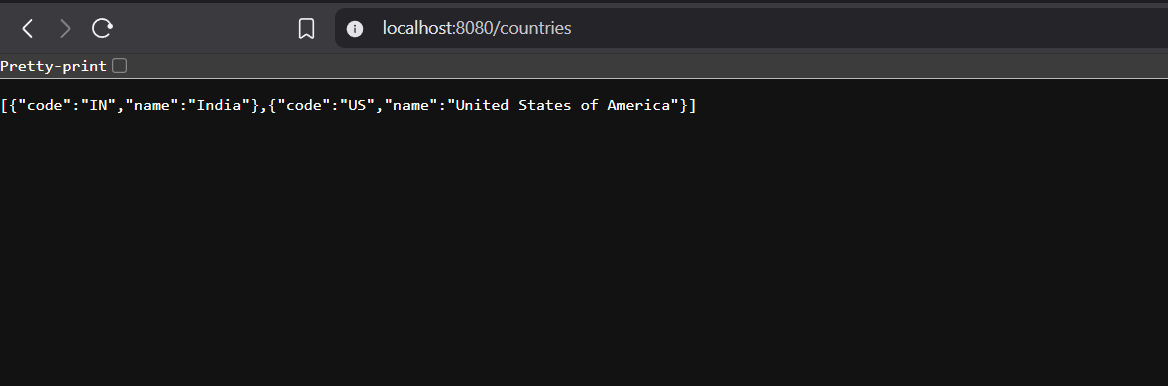 localhost:8080/countries
Pretty-print
[{"code":"IN","name":"India"},{"code":"US","name":"United States of America"}]